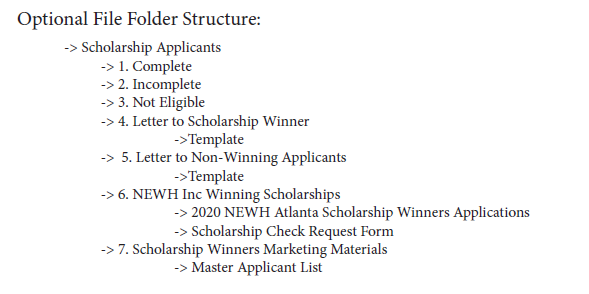 Optional File Folder Structure:
-> Scholarship Applicants
-> 1. Complete
-> 2. Incomplete
-> 3. Not Eligible
-> 4. Letter to Scholarship Winner
->Template
-> 5. Letter to Non-Winning Applicants
->Template
-> 6. NEWH Inc Winning Scholarships
-> 2020 NEWH Atlanta Scholarship Winners Applications
-> Scholarship Check Request Form
-> 7. Scholarship Winners Marketing Materials
-> Master Applicant List